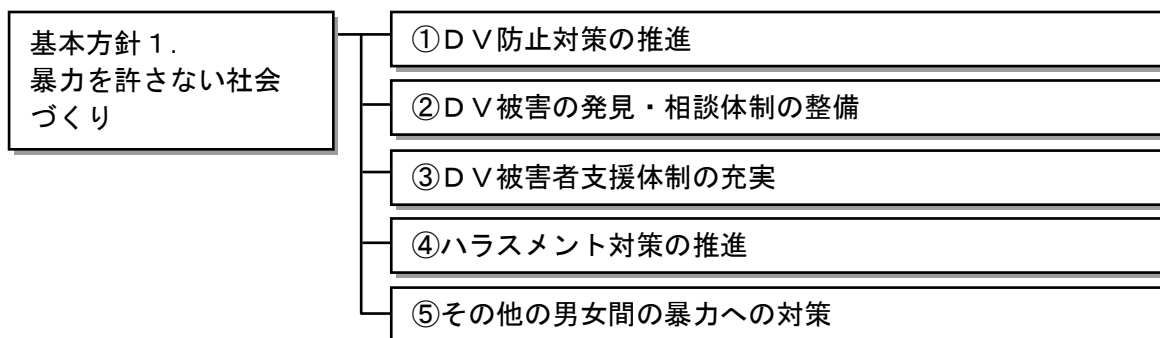 基本方針１.
暴力を許さない社会
づくり
①ＤＶ防止対策の推進
②ＤＶ被害の発見・相談体制の整備
③ＤＶ被害者支援体制の充実
④ハラスメント対策の推進
⑤その他の男女間の暴力への対策